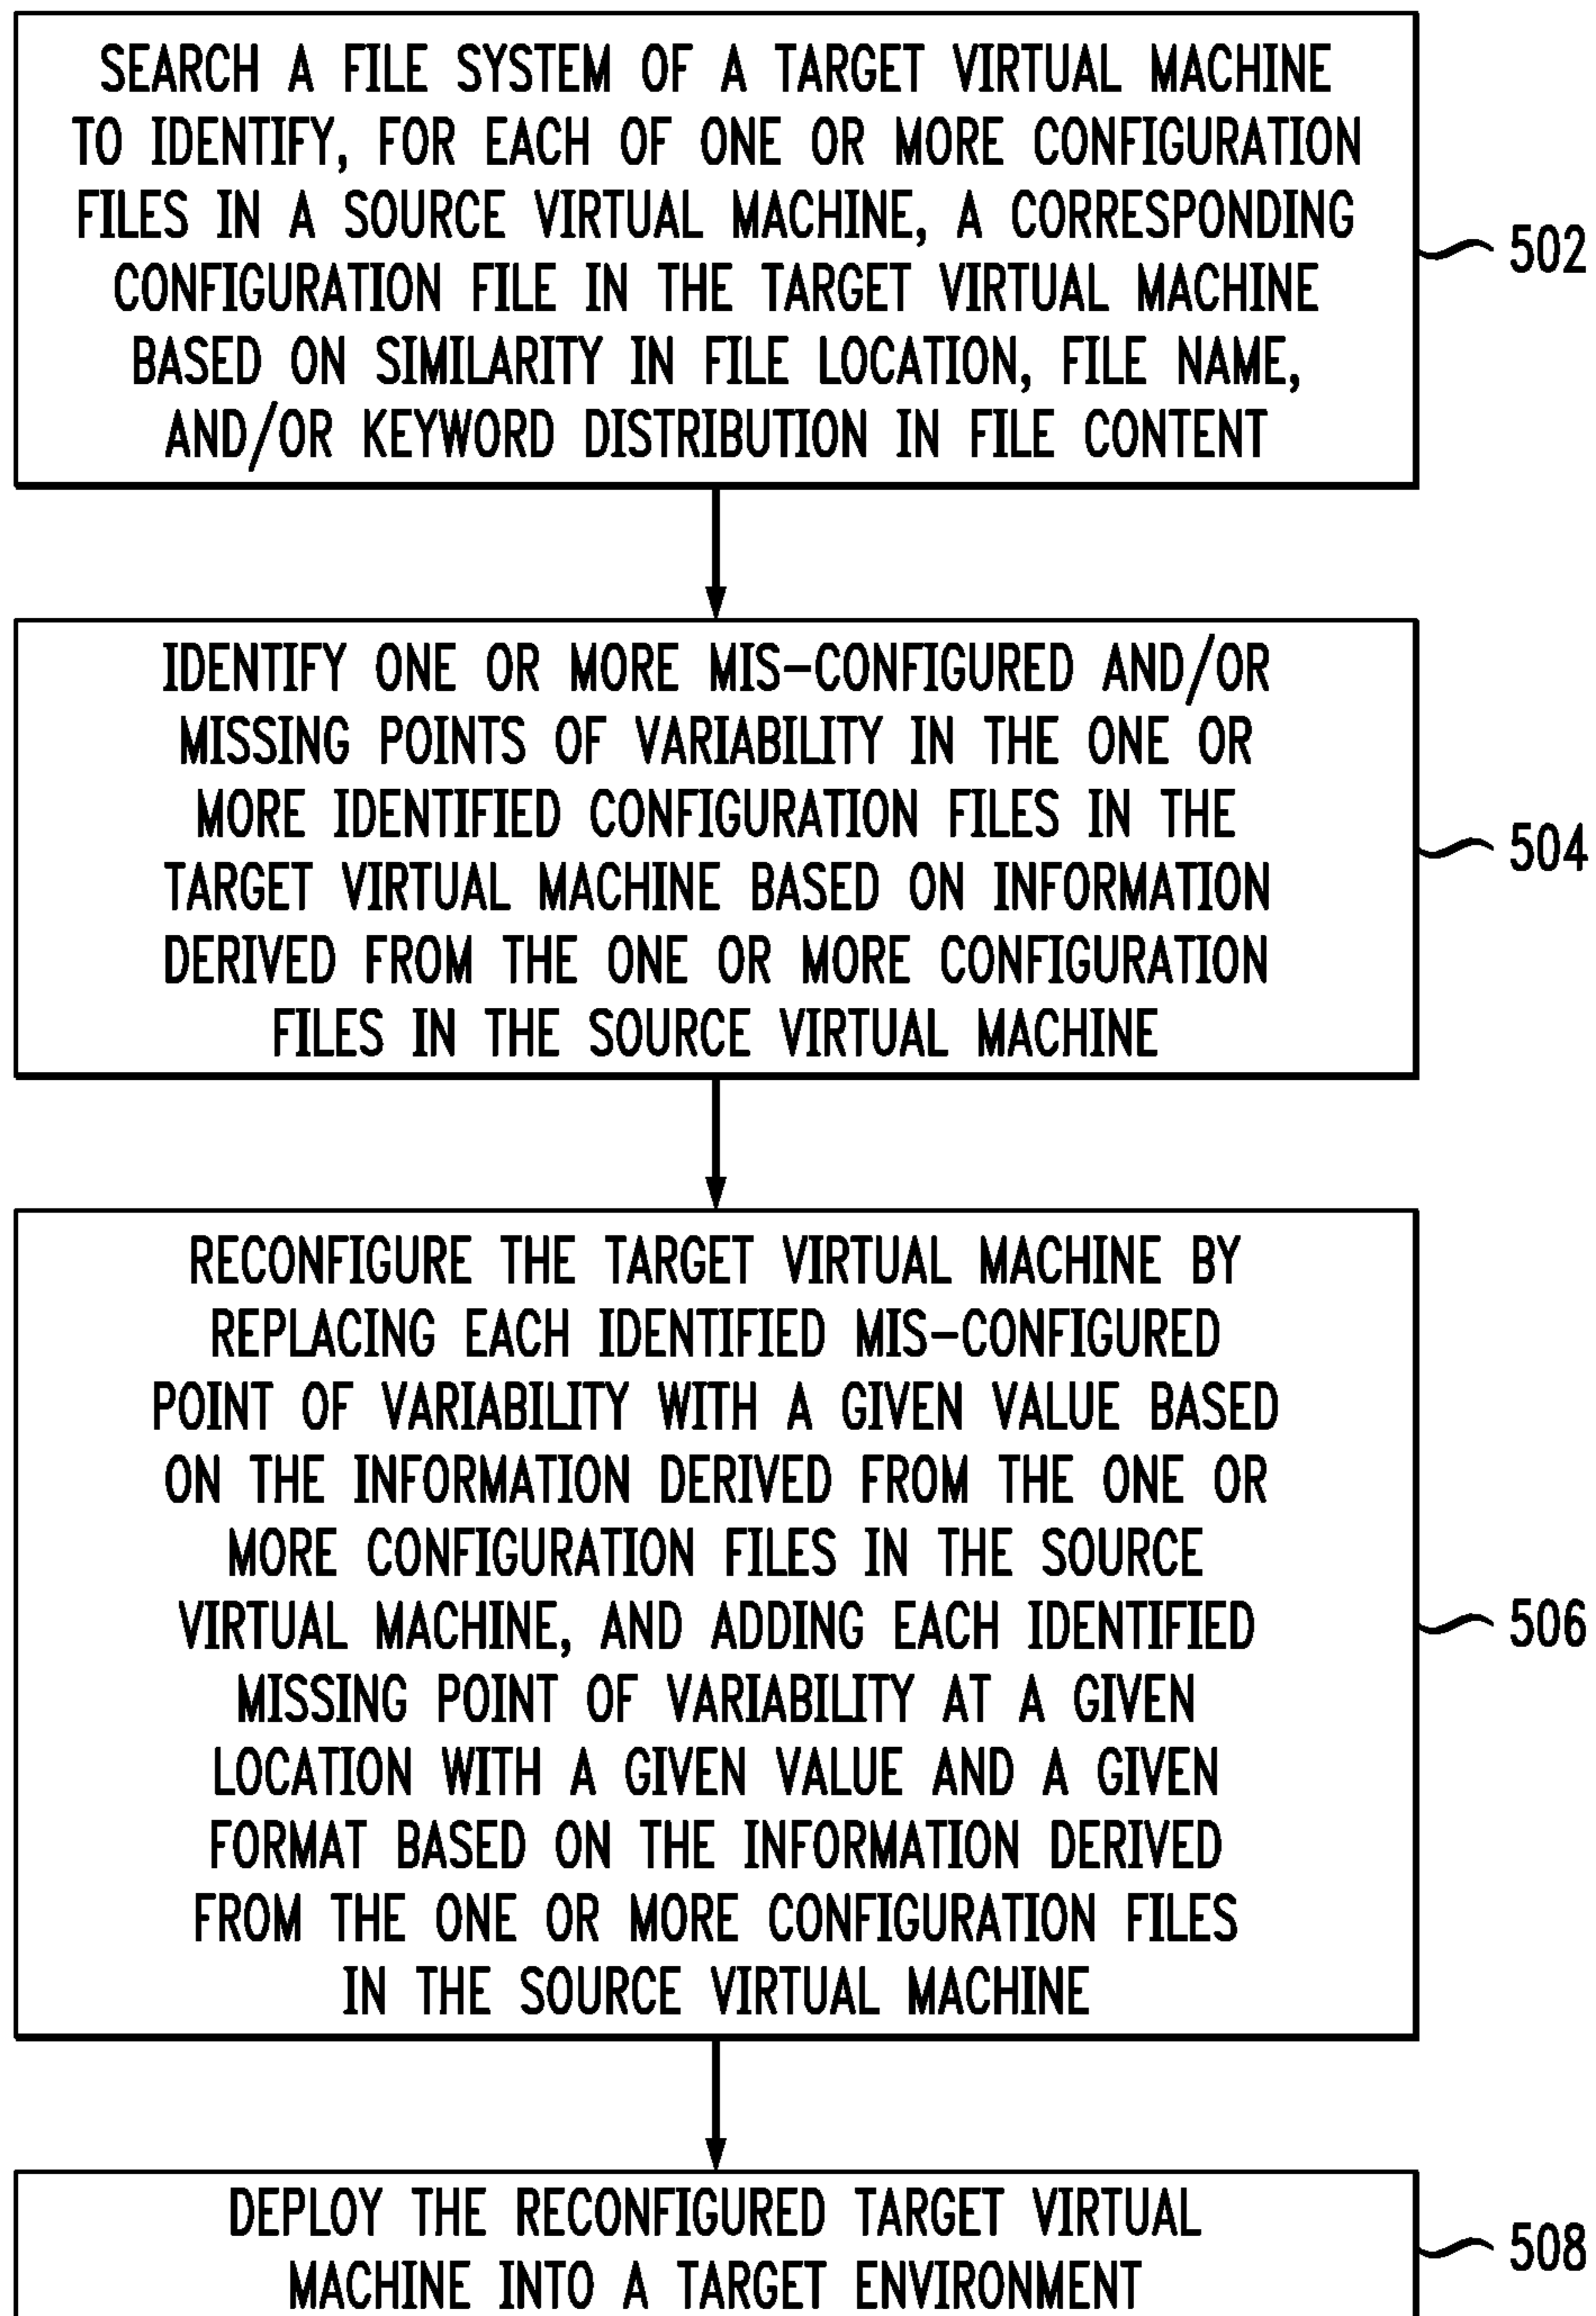 SEARCH A FILE SYSTEM OF A TARGET VIRTUAL MACHINE
TO IDENTIFY, FOR EACH OF ONE OR MORE CONFIGURATION
FILES IN A SOURCE VIRTUAL MACHINE, A CORRESPONDING
CONFIGURATION FILE IN THE TARGET VIRTUAL MACHINE
BASED ON SIMILARITY IN FILE LOCATION, FILE NAME,
AND/OR KEYWORD DISTRIBUTION IN FILE CONTENT
502
IDENTIFY ONE OR MORE MIS-CONFIGURED AND/OR
MISSING POINTS OF VARIABILITY IN THE ONE OR
MORE IDENTIFIED CONFIGURATION FILES IN THE
TARGET VIRTUAL MACHINE BASED ON INFORMATION
DERIVED FROM THE ONE OR MORE CONFIGURATION
FILES IN THE SOURCE VIRTUAL MACHINE
504
RECONFIGURE THE TARGET VIRTUAL MACHINE BY
REPLACING EACH IDENTIFIED MIS-CONFIGURED
POINT OF VARIABILITY WITH A GIVEN VALUE BASED
ON THE INFORMATION DERIVED FROM THE ONE OR
MORE CONFIGURATION FILES IN THE SOURCE
VIRTUAL MACHINE, AND ADDING EACH IDENTIFIED
MISSING POINT OF VARIABILITY AT A GIVEN
LOCATION WITH A GIVEN VALUE AND A GIVEN
FORMAT BASED ON THE INFORMATION DERIVED
FROM THE ONE OR MORE CONFIGURATION FILES
IN THE SOURCE VIRTUAL MACHINE
506
DEPLOY THE RECONFIGURED TARGET VIRTUAL
MACHINE INTO A TARGET ENVIRONMENT
508